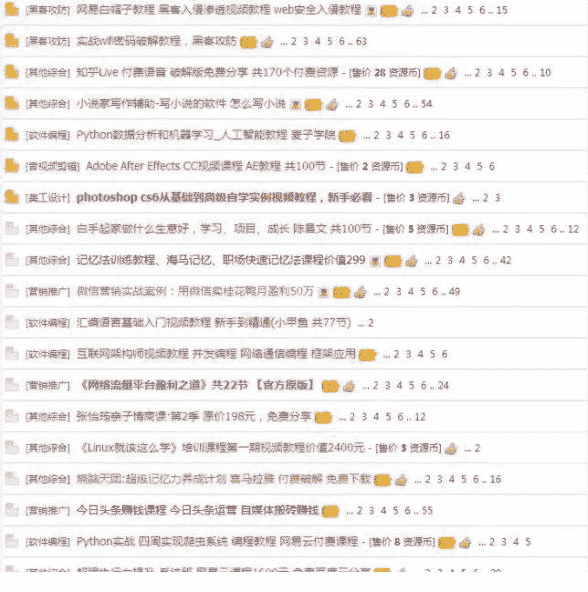 [黑客攻防] 网易白帽子教程 黑客入侵渗透视频教程 web安全入侵教程 ... 2 3 4 5 6 .. 15
[黑客攻防] 实战wifi密码破解教程，黑客攻防 ... 2 3 4 5 6 .. 63
[其他综合] 知乎Live 付费语音 破解版免费分享 共170个付费资源 - [售价 28 资源币] ... 2 3 4 5 6 .. 10
[其他综合] 小说家写作辅助-写小说的软件 怎么写小说 ... 2 3 4 5 6 .. 54
[软件编程] Python数据分析和机器学习_人工智能教程 麦子学院 ... 2 3 4 5 6 .. 16
[音视频剪辑] Adobe After Effects CC视频课程 AE教程 共100节 - [售价 2 资源币] ... 2 3 4 5 6
[美工设计] photoshop cs6从基础到高级自学实例视频教程，新手必看 - [售价 3 资源币] ... 2 3
[其他综合] 白手起家做什么生意好，学习、项目、成长 陈昌文 共100节 - [售价 5 资源币] ... 2 3 4 5 6 .. 12
[其他综合] 记忆法训练教程、海马记忆、职场快速记忆法课程价值299 ... 2 3 4 5 6 .. 42
[营销推广] 微信营销实战案例：用微信卖桂花鸭月盈利50万 ... 2 3 4 5 6 .. 49
[软件编程] 汇编语言基础入门视频教程 新手到精通(小甲鱼 共77节) ... 2
[软件编程] 互联网架构师视频教程 并发编程 网络通信编程 框架应用 ... 2 3 4 5 6
[营销推广] 《网络流量平台盈利之道》共22节 【官方原版】 ... 2 3 4 5 6 .. 24
[其他综合] 张怡筠亲子情商课·第2季 原价198元，免费分享 ... 2 3 4 5 6 .. 12
[其他综合] 《Linux就该这么学》培训课程第一期视频教程价值2400元 - [售价 5 资源币] ... 2
[其他综合] 烧脑天团:超级记忆力养成计划 喜马拉雅 付费破解 免费下载 ... 2 3 4 5 6 .. 16
[营销推广] 今日头条赚钱课程 今日头条运营 自媒体搬砖赚钱 ... 2 3 4 5 6 .. 55
[软件编程] Python实战 四周实现爬虫系统 编程教程 网易云付费课程 - [售价 8 资源币] ... 2 3 4 5